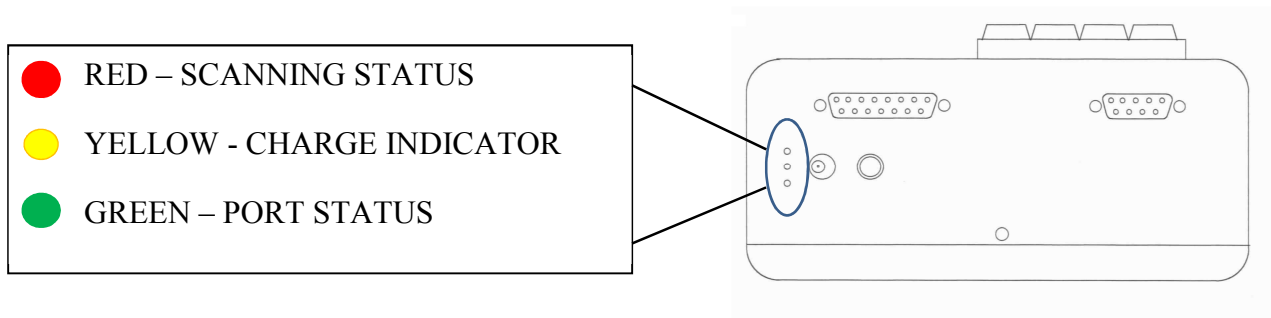 RED – SCANNING STATUS
YELLOW - CHARGE INDICATOR
GREEN – PORT STATUS